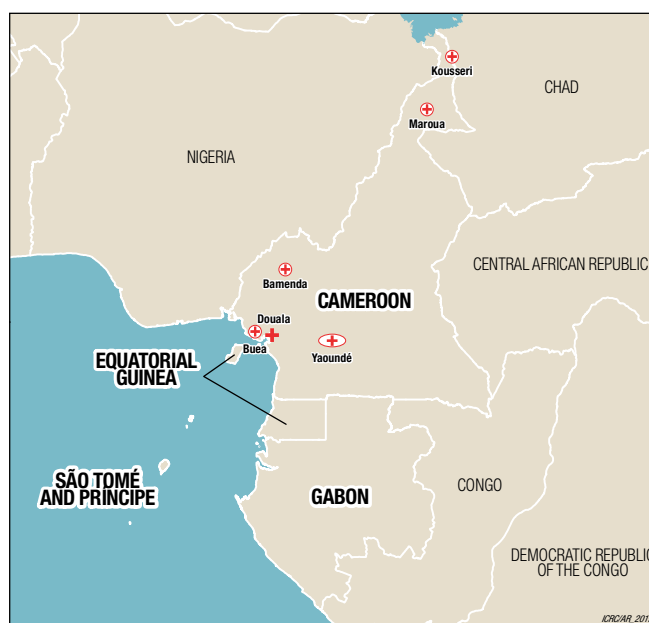 Kousseri
CHAD
Maroua
NIGERIA
CENTRAL AFRICAN REPUBLIC
Bamenda
CAMEROON
Douala
Buea
Yaoundé
EQUATORIAL
GUINEA
SÃO TOMÉ
AND PRÍNCIPE
GABON
CONGO
DEMOCRATIC REPUBLIC
OF THE CONGO